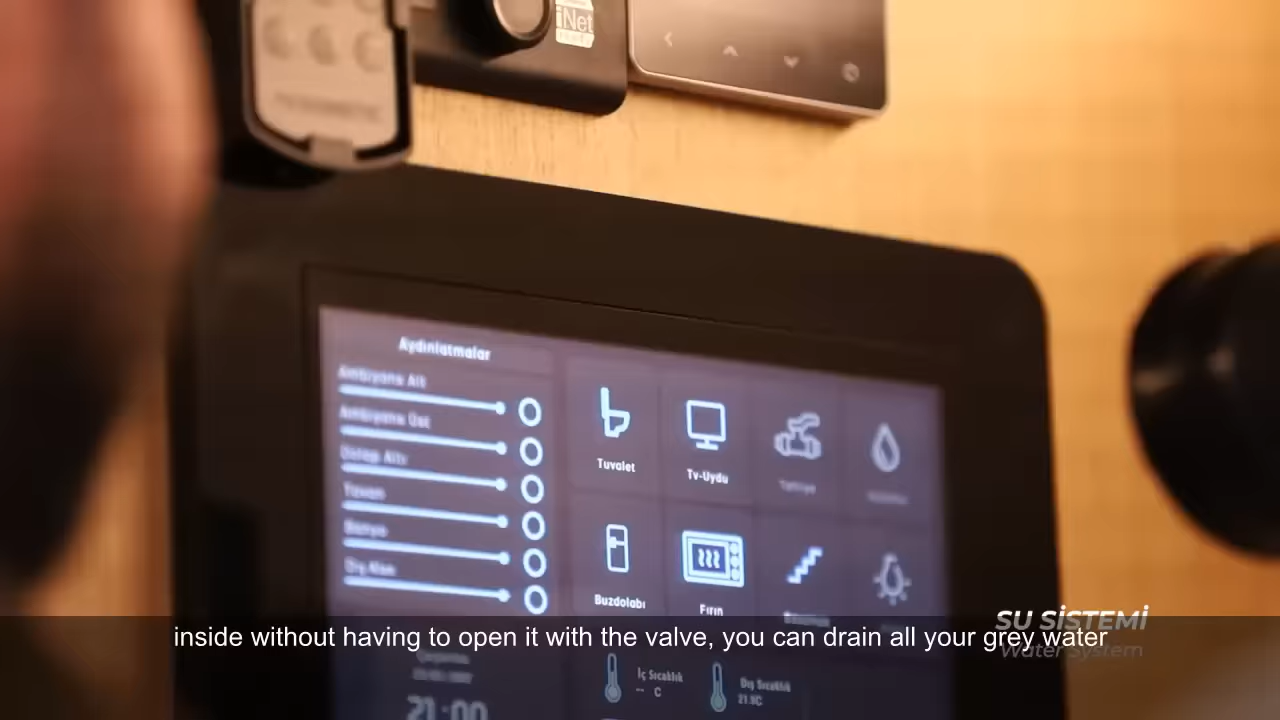 iNet
ready
Aydınlatmalar
Ambiyans Alt
Ambiyans Üst
Dolap Altı
Tavan
Banyo
Dış Alan
Tuvalet
Tv-Uydu
Tahliye
Buzdolabı
Fırın
SU SİSTEMİ
Water System
inside without having to open it with the valve, you can drain all your grey water
İç Sıcaklık
-- C
Dış Sıcaklık
21.9C
21:00